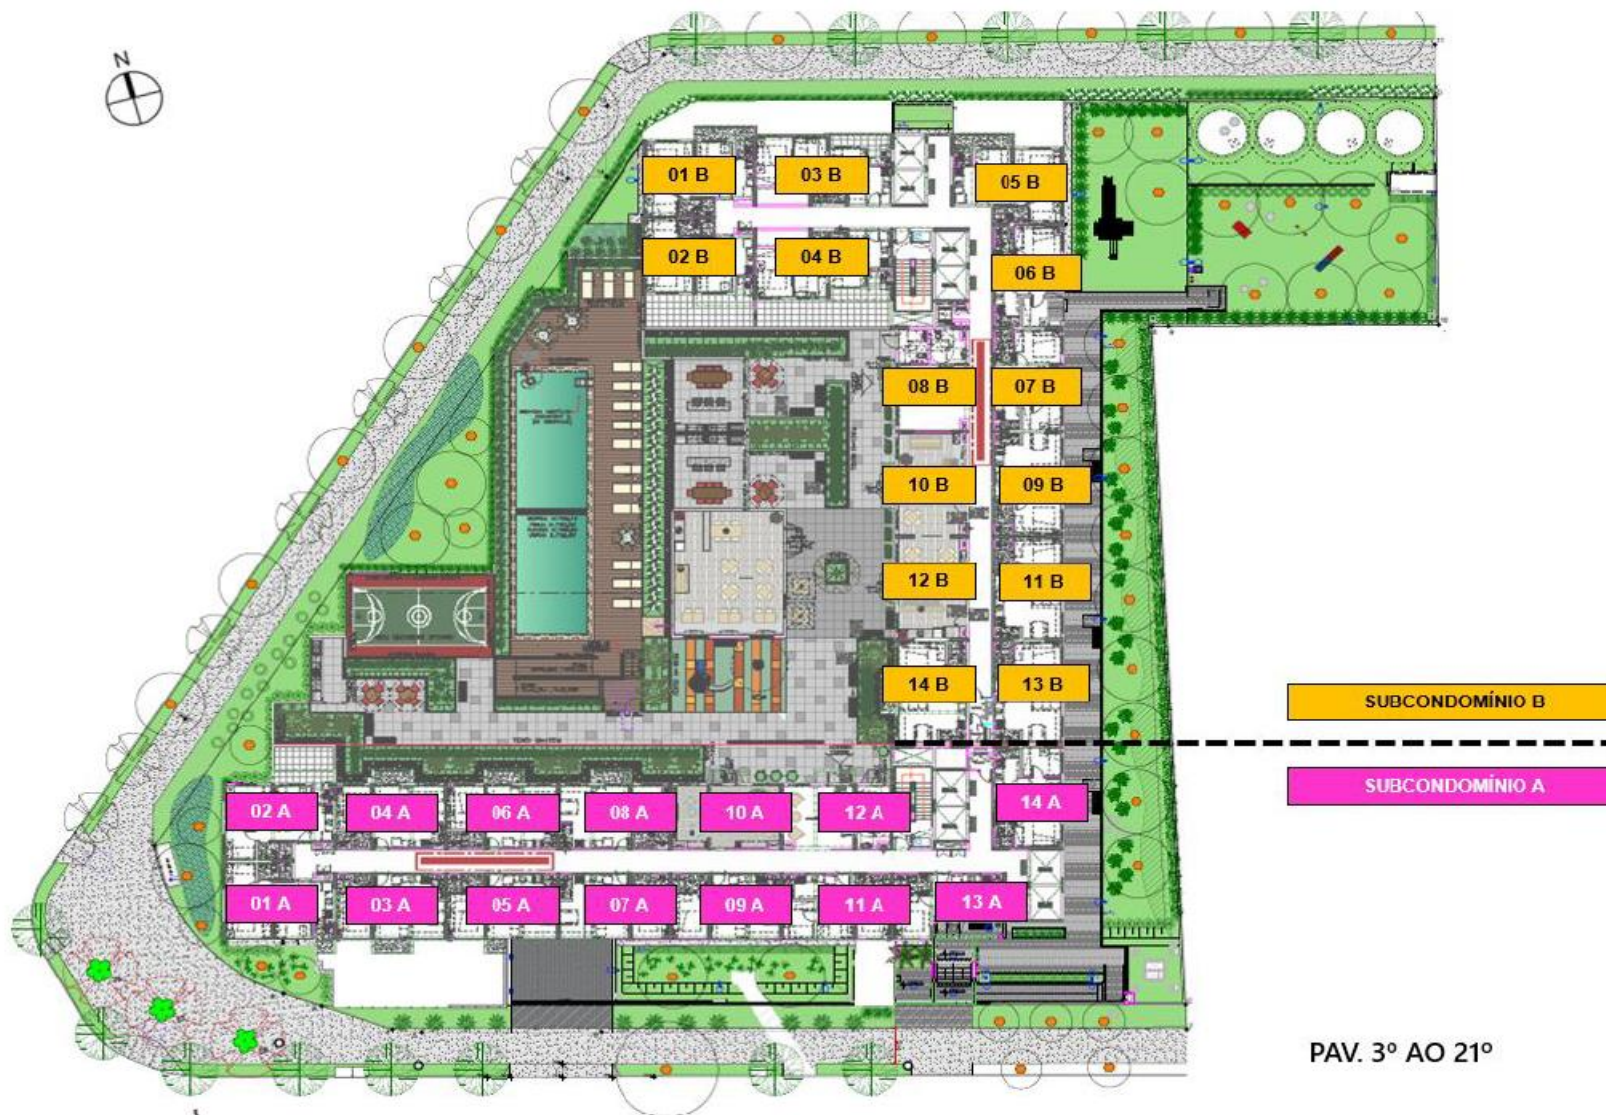 N
01 B
03 B
05 B
02 B
04 B
06 B
08 B
07 B
10 B
09 B
12 B
11 B
14 B
13 B
SUBCONDOMÍNIO B
SUBCONDOMÍNIO A
02 A
04 A
06 A
08 A
10 A
12 A
14 A
01 A
03 A
05 A
07 A
09 A
11 A
13 A
PAV. 3º AO 21º